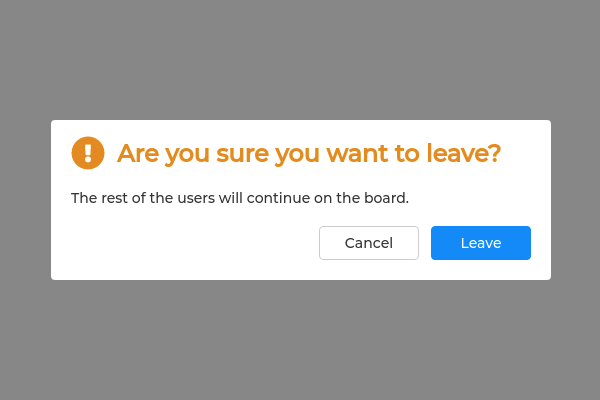 Are you sure you want to leave?
The rest of the users will continue on the board.
Cancel
Leave